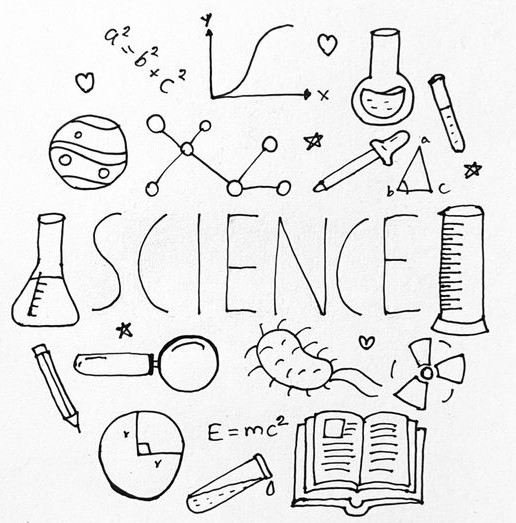 a² = b² + c²
Y
X
a
b c
SCIENCE
E = mc²
r
r